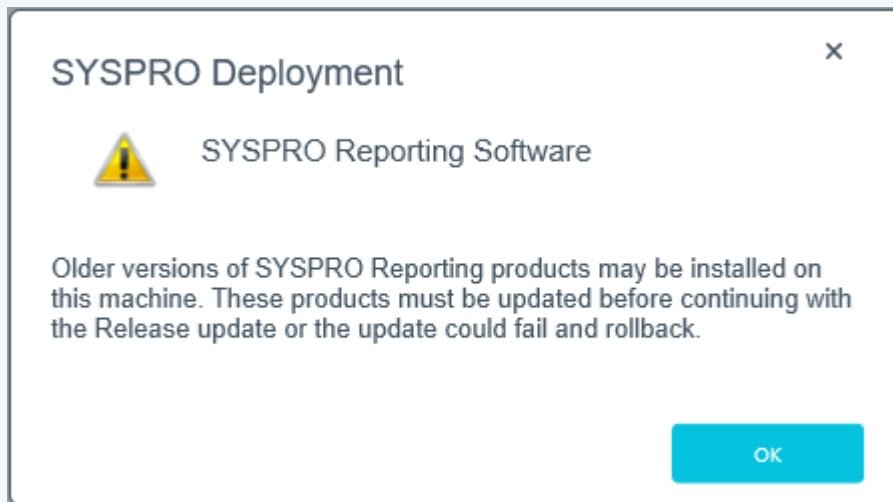 SYSPRO Deployment
SYSPRO Reporting Software
Older versions of SYSPRO Reporting products may be installed on
this machine. These products must be updated before continuing with
the Release update or the update could fail and rollback.
OK